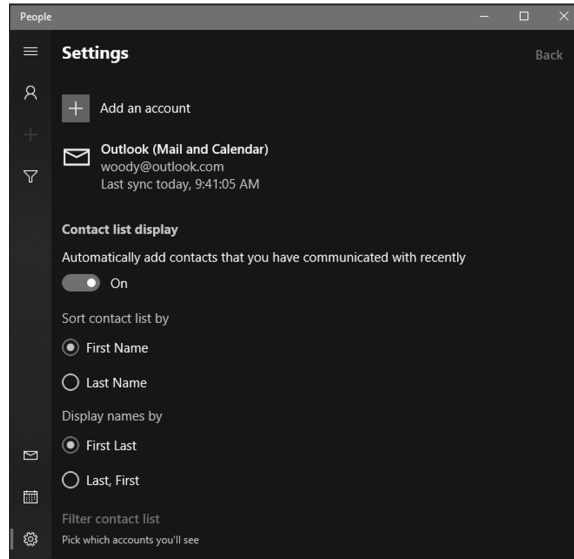 People
Settings
Back
Add an account
Outlook (Mail and Calendar)
woody@outlook.com
Last sync today, 9:41:05 AM
Contact list display
Automatically add contacts that you have communicated with recently
On
Sort contact list by
First Name
Last Name
Display names by
First Last
Last, First
Filter contact list
Pick which accounts you'll see